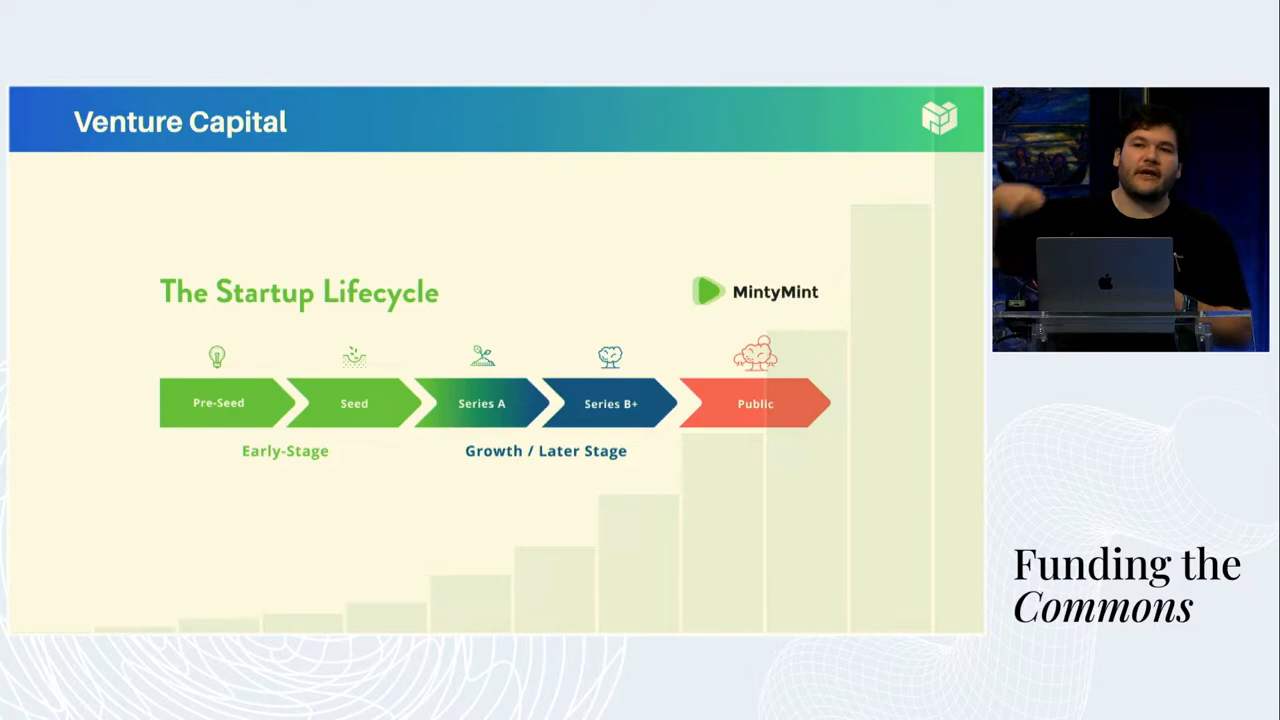 Venture Capital
The Startup Lifecycle
MintyMint
Pre-Seed
Seed
Series A
Series B+
Public
Early-Stage
Growth / Later Stage
Funding the
Commons